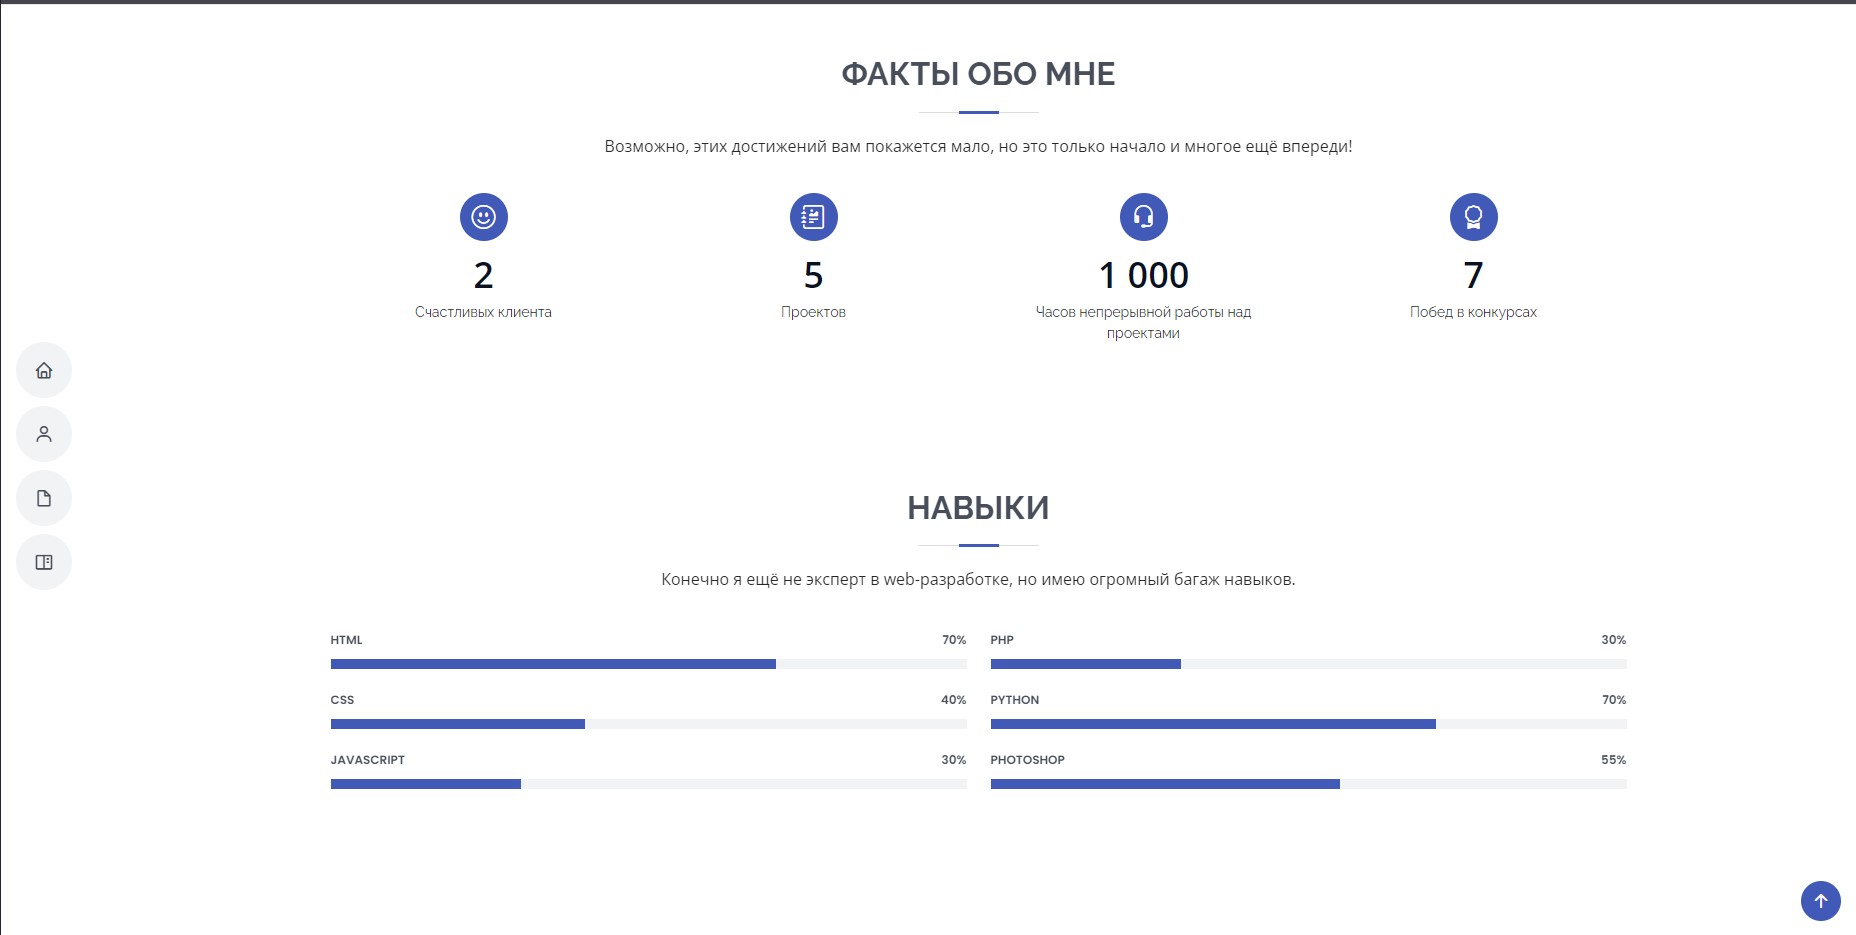 ФАКТЫ ОБО МНЕ
Возможно, этих достижений вам покажется мало, но это только начало и многое ещё впереди!
2
Счастливых клиента
5
Проектов
1 000
Часов непрерывной работы над
проектами
7
Побед в конкурсах
НАВЫКИ
Конечно я ещё не эксперт в web-разработке, но имею огромный багаж навыков.
HTML 70%
CSS 40%
JAVASCRIPT 30%
PHP 30%
PYTHON 70%
PHOTOSHOP 55%